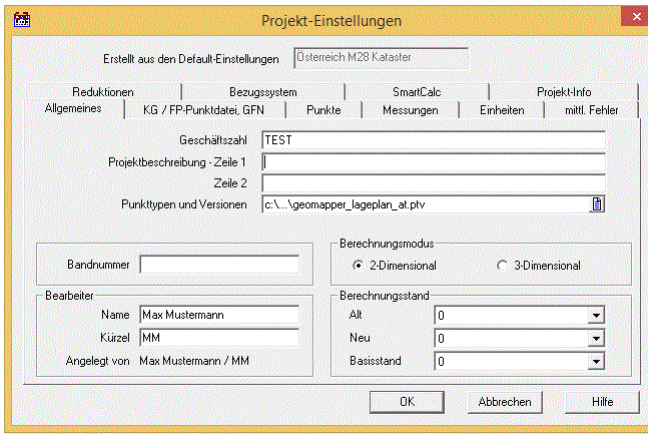 Projekt-Einstellungen
Erstellt aus den Default-Einstellungen Österreich M28 Kataster
Reduktionen Bezugssystem SmartCalc Projekt-Info
Allgemeines KG / FP-Punktdatei, GFN Punkte Messungen Einheiten mittl. Fehler
Geschäftszahl TEST
Projektbeschreibung - Zeile 1
Zeile 2
Punkttypen und Versionen c:\...\geomapper_lageplan_at.ptv
Bandnummer
Berechnungsmodus
2-Dimensional 3-Dimensional
Bearbeiter
Name Max Mustermann
Kürzel MM
Angelegt von Max Mustermann / MM
Berechnungsstand
Alt 0
Neu 0
Basisstand 0
OK Abbrechen Hilfe